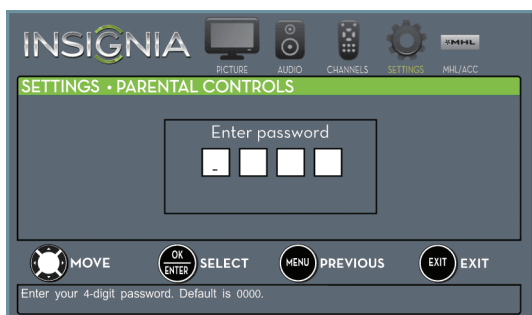 INSIGNIA
PICTURE AUDIO CHANNELS SETTINGS MHL MHL/ACC
SETTINGS • PARENTAL CONTROLS
Enter password
_
MOVE OK ENTER SELECT MENU PREVIOUS EXIT EXIT
Enter your 4-digit password. Default is 0000.